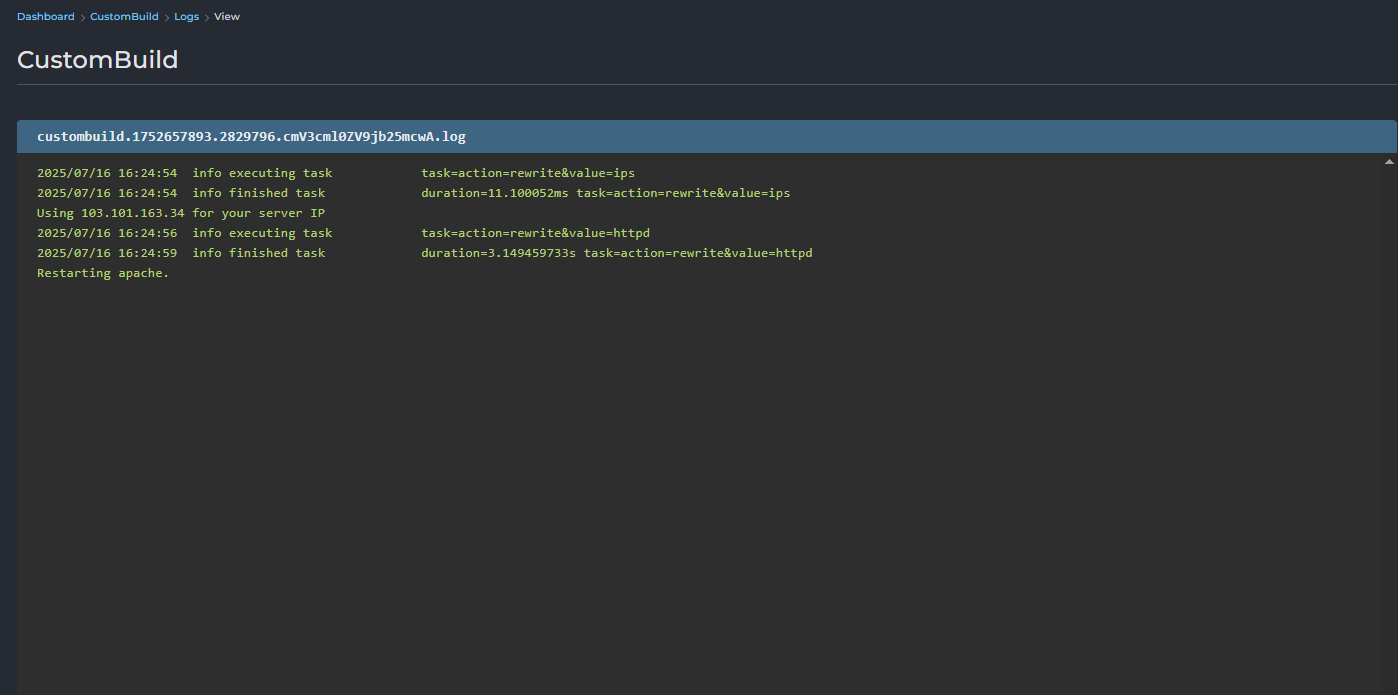 Dashboard > CustomBuild > Logs > View
CustomBuild
custombuild.1752657893.2829796.cmV3cml0ZV9jb25mcwA.log
2025/07/16 16:24:54  info executing task            task=action=rewrite&value=ips
2025/07/16 16:24:54  info finished task             duration=11.100052ms task=action=rewrite&value=ips
Using 103.101.163.34 for your server IP
2025/07/16 16:24:56  info executing task            task=action=rewrite&value=httpd
2025/07/16 16:24:59  info finished task             duration=3.149459733s task=action=rewrite&value=httpd
Restarting apache.